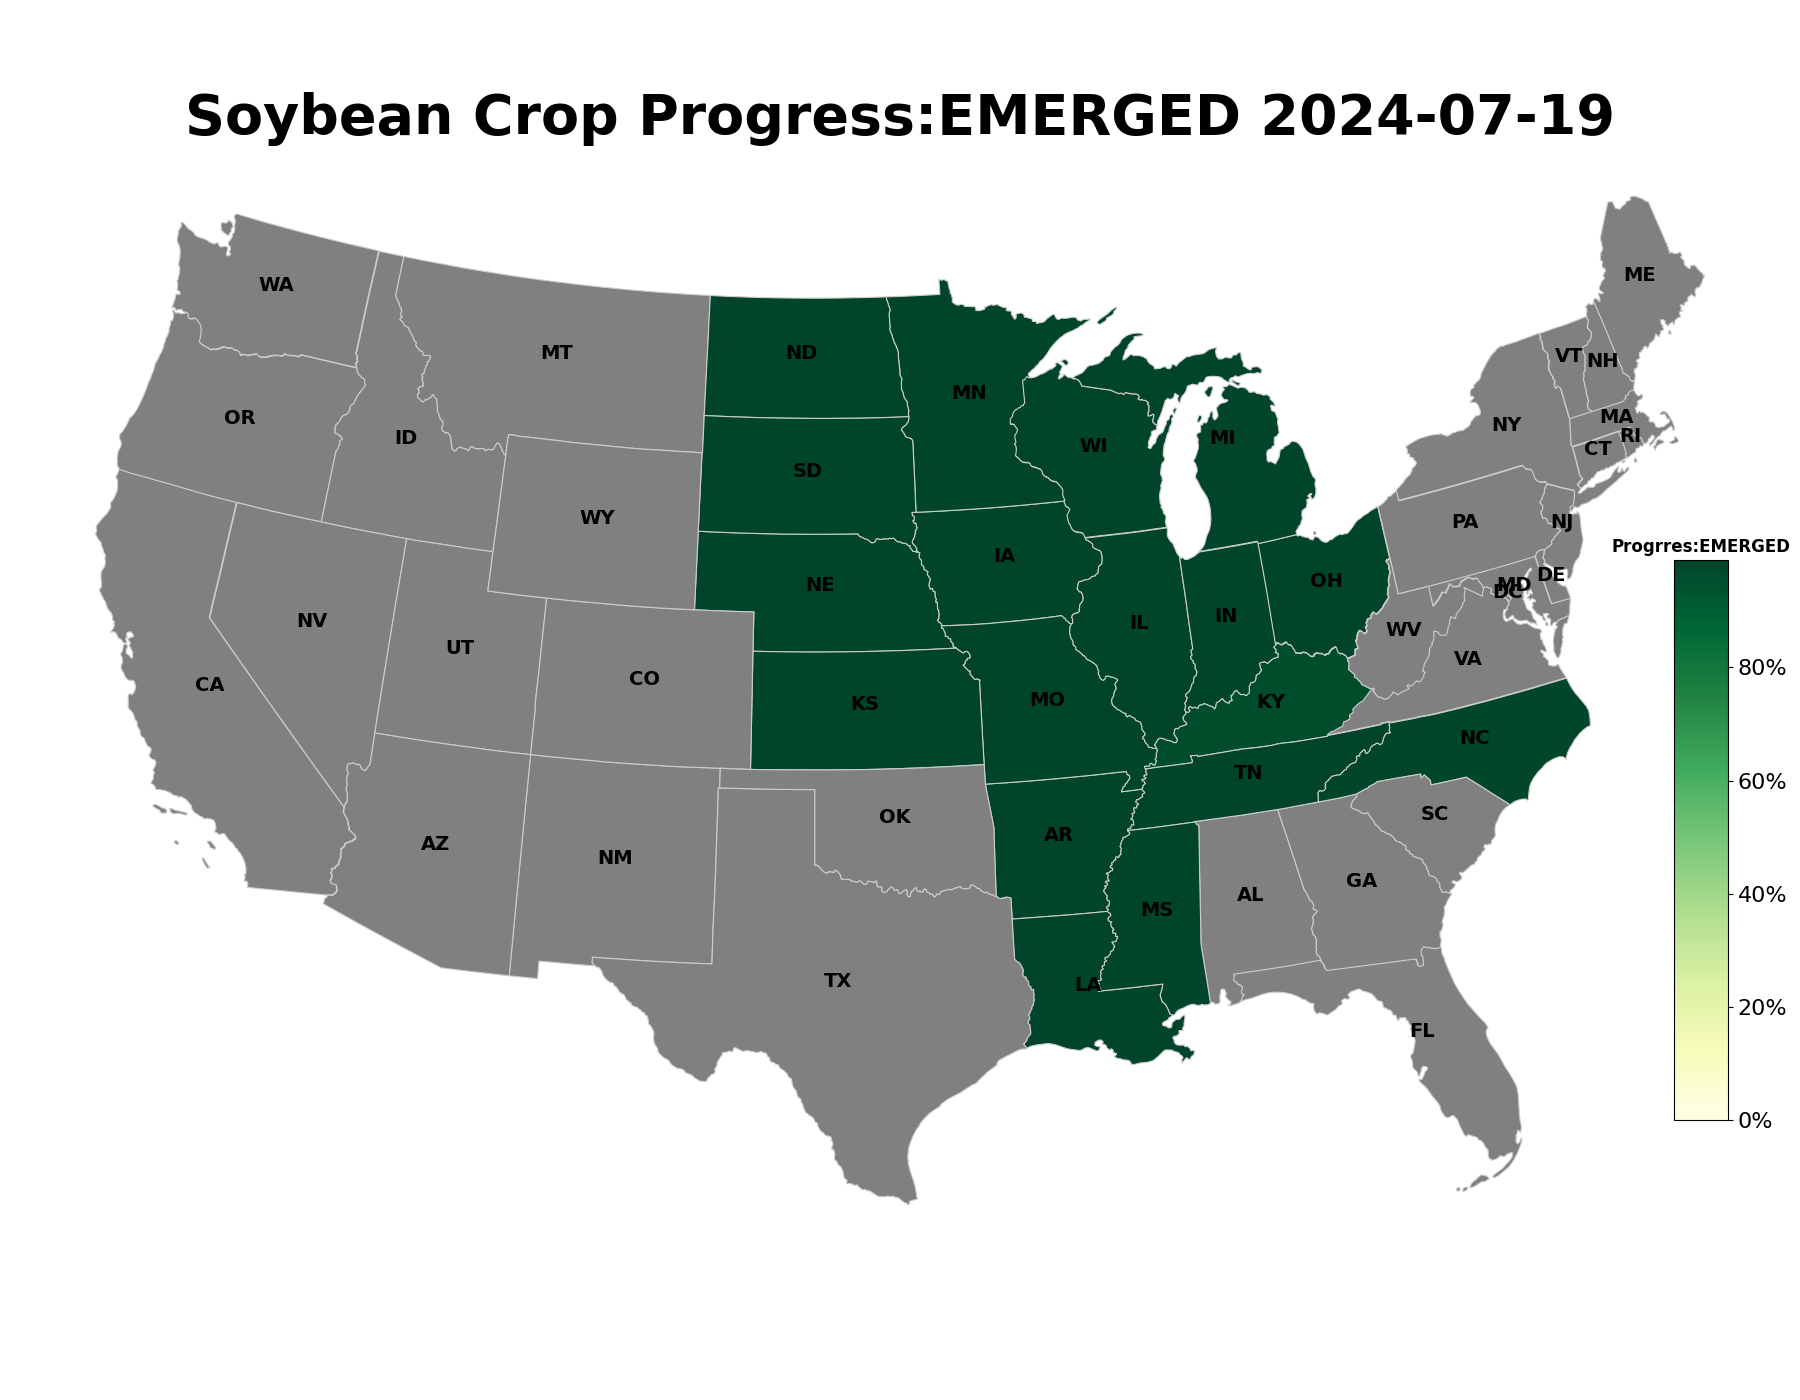 Soybean Crop Progress:EMERGED 2024-07-19
ME
WA
MT
ND
VT
NH
MN
OR
MA
NY
RI
ID
MI
WI
CT
SD
WY
PA
NJ
Progrres:EMERGED
IA
DE
OH
NE
MD
DC
NV
IN
IL
WV
UT
VA
80%
CO
CA
MO
KY
KS
NC
TN
60%
SC
OK
AR
AZ
NM
GA
AL
40%
MS
TX
LA
20%
FL
0%